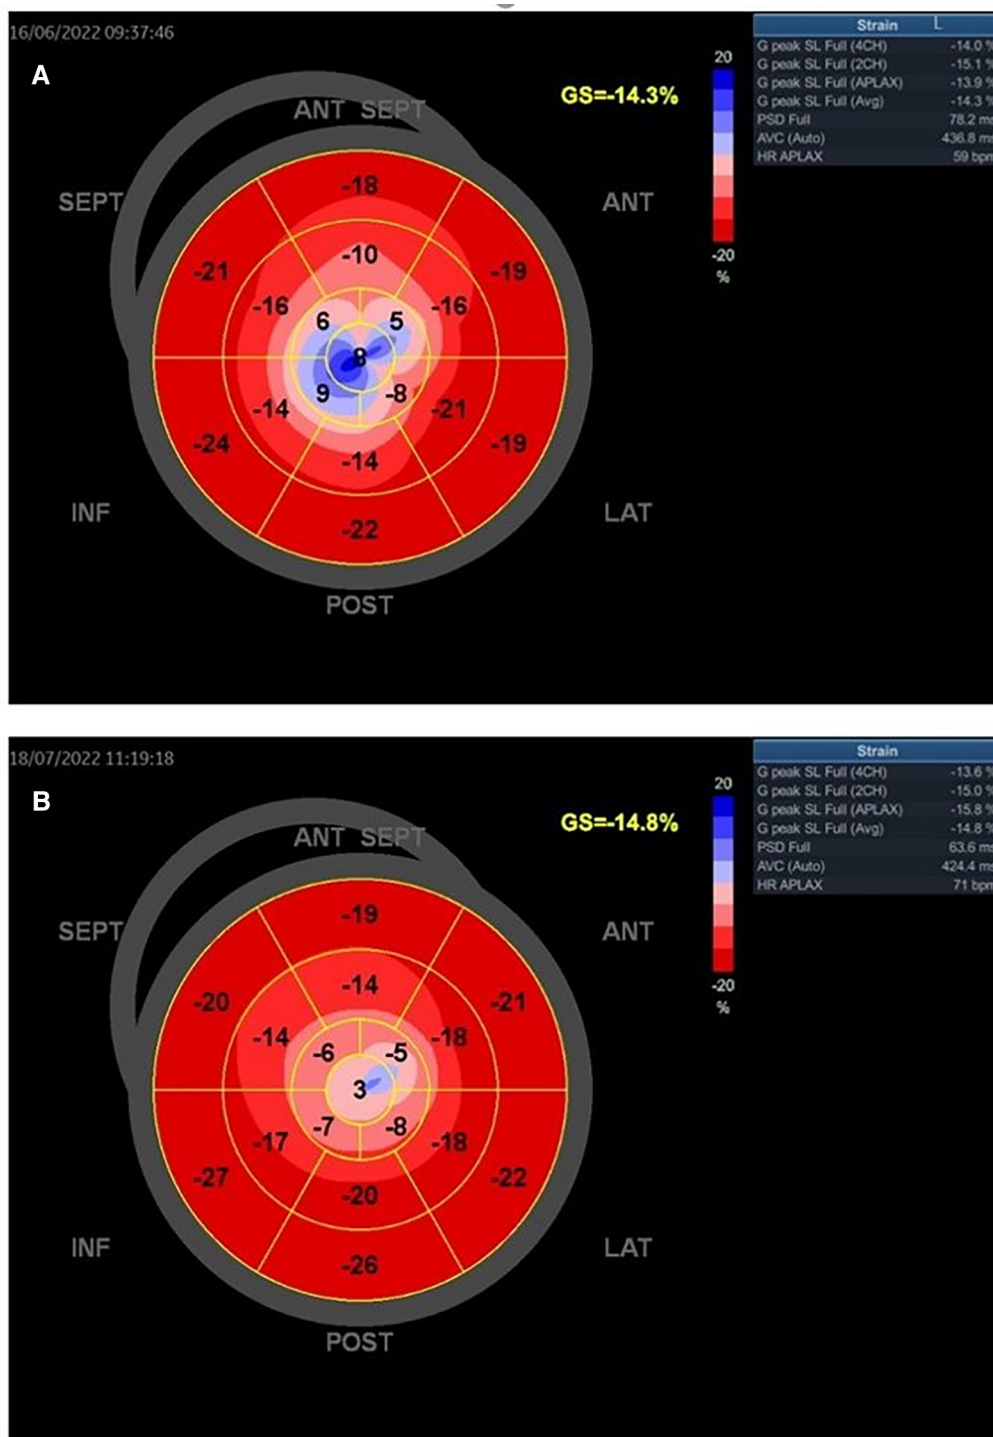 16/06/2022 09:37:46
A
Strain
L
G peak SL Full (4CH) -14.0 %
G peak SL Full (2CH) -15.1 %
G peak SL Full (APLAX) -13.9 %
G peak SL Full (Avg) -14.3 %
PSD Full 78.2 ms
AVC (Auto) 436.8 ms
HR APLAX 59 bpm
20
GS=-14.3%
ANT SEPT
SEPT
ANT
-18
-10
-20
%
-21
-19
-16
-16
6
5
8
9
-8
-14
-21
-24
-19
-14
INF
LAT
-22
POST
18/07/2022 11:19:18
B
Strain
G peak SL Full (4CH) -13.6 %
G peak SL Full (2CH) -15.0 %
G peak SL Full (APLAX) -15.8 %
G peak SL Full (Avg) -14.8 %
PSD Full 63.6 ms
AVC (Auto) 424.4 ms
HR APLAX 71 bpm
20
GS=-14.8%
ANT SEPT
SEPT
ANT
-19
-14
-20
%
-20
-21
-14
-18
-6
-5
3
-7
-8
-17
-18
-27
-22
-20
INF
LAT
-26
POST